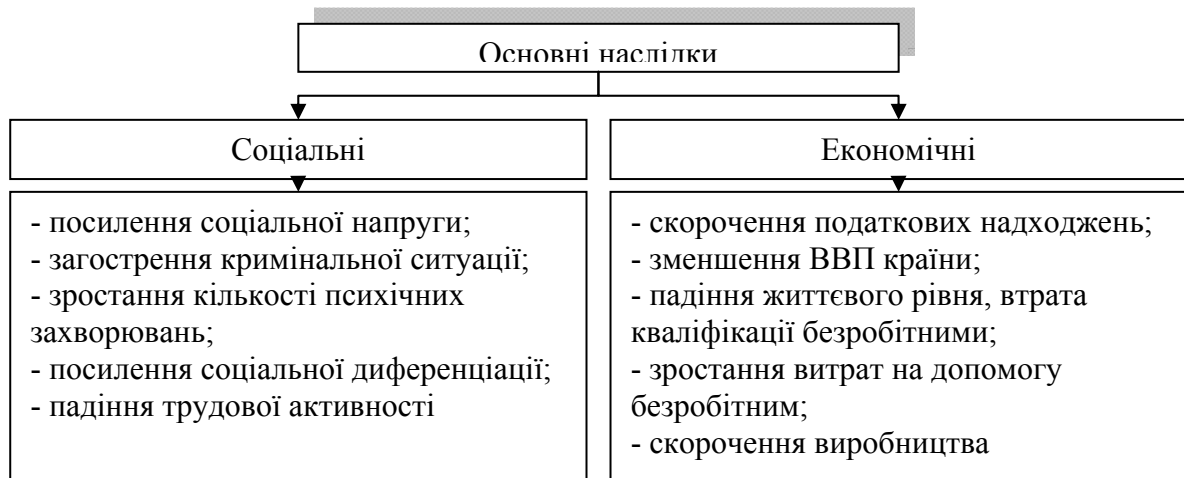 Основні наслідки
Соціальні
- посилення соціальної напруги;
- загострення кримінальної ситуації;
- зростання кількості психічних
захворювань;
- посилення соціальної диференціації;
- падіння трудової активності
Економічні
- скорочення податкових надходжень;
- зменшення ВВП країни;
- падіння життєвого рівня, втрата
кваліфікації безробітними;
- зростання витрат на допомогу
безробітним;
- скорочення виробництва